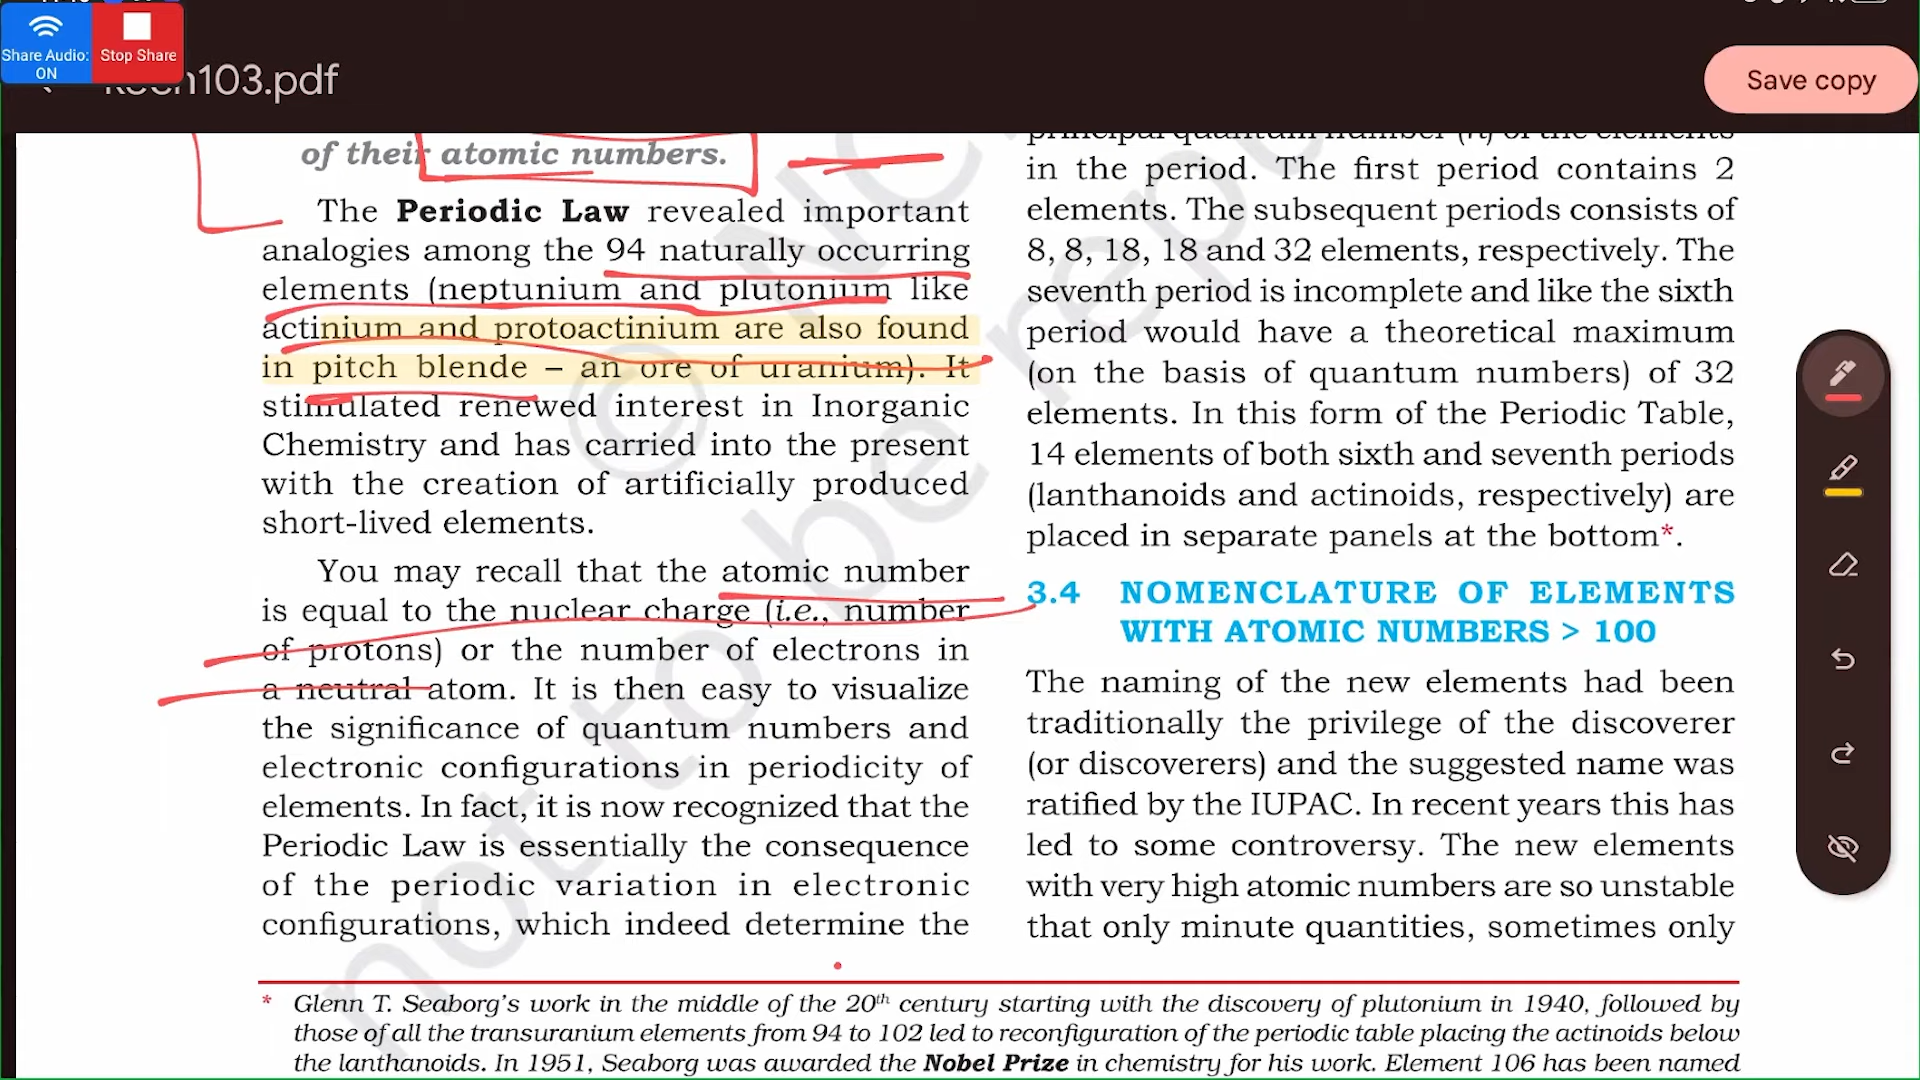 Share Audio: ON
Stop Share
103.pdf
Save copy
of their atomic numbers.
The Periodic Law revealed important
analogies among the 94 naturally occurring
elements (neptunium and plutonium like
actinium and protoactinium are also found
in pitch blende – an ore of uranium). It
stimulated renewed interest in Inorganic
Chemistry and has carried into the present
with the creation of artificially produced
short-lived elements.
You may recall that the atomic number
is equal to the nuclear charge (i.e., number
of protons) or the number of electrons in
a neutral atom. It is then easy to visualize
the significance of quantum numbers and
electronic configurations in periodicity of
elements. In fact, it is now recognized that the
Periodic Law is essentially the consequence
of the periodic variation in electronic
configurations, which indeed determine the
principal quantum number (n) of the elements
in the period. The first period contains 2
elements. The subsequent periods consists of
8, 8, 18, 18 and 32 elements, respectively. The
seventh period is incomplete and like the sixth
period would have a theoretical maximum
(on the basis of quantum numbers) of 32
elements. In this form of the Periodic Table,
14 elements of both sixth and seventh periods
(lanthanoids and actinoids, respectively) are
placed in separate panels at the bottom*.
3.4 NOMENCLATURE OF ELEMENTS
WITH ATOMIC NUMBERS > 100
The naming of the new elements had been
traditionally the privilege of the discoverer
(or discoverers) and the suggested name was
ratified by the IUPAC. In recent years this has
led to some controversy. The new elements
with very high atomic numbers are so unstable
that only minute quantities, sometimes only
* Glenn T. Seaborg's work in the middle of the 20th century starting with the discovery of plutonium in 1940, followed by
those of all the transuranium elements from 94 to 102 led to reconfiguration of the periodic table placing the actinoids below
the lanthanoids. In 1951, Seaborg was awarded the Nobel Prize in chemistry for his work. Element 106 has been named
not to be rep